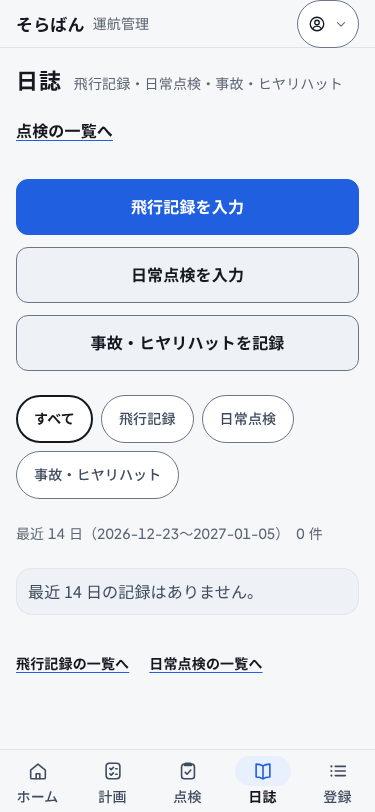 そらばん 運航管理
日誌 飛行記録・日常点検・事故・ヒヤリハット
点検の一覧へ
飛行記録を入力
日常点検を入力
事故・ヒヤリハットを記録
すべて 飛行記録 日常点検
事故・ヒヤリハット
最近 14 日（2026-12-23〜2027-01-05） 0 件
最近 14 日の記録はありません。
飛行記録の一覧へ 日常点検の一覧へ
ホーム 計画 点検 日誌 登録